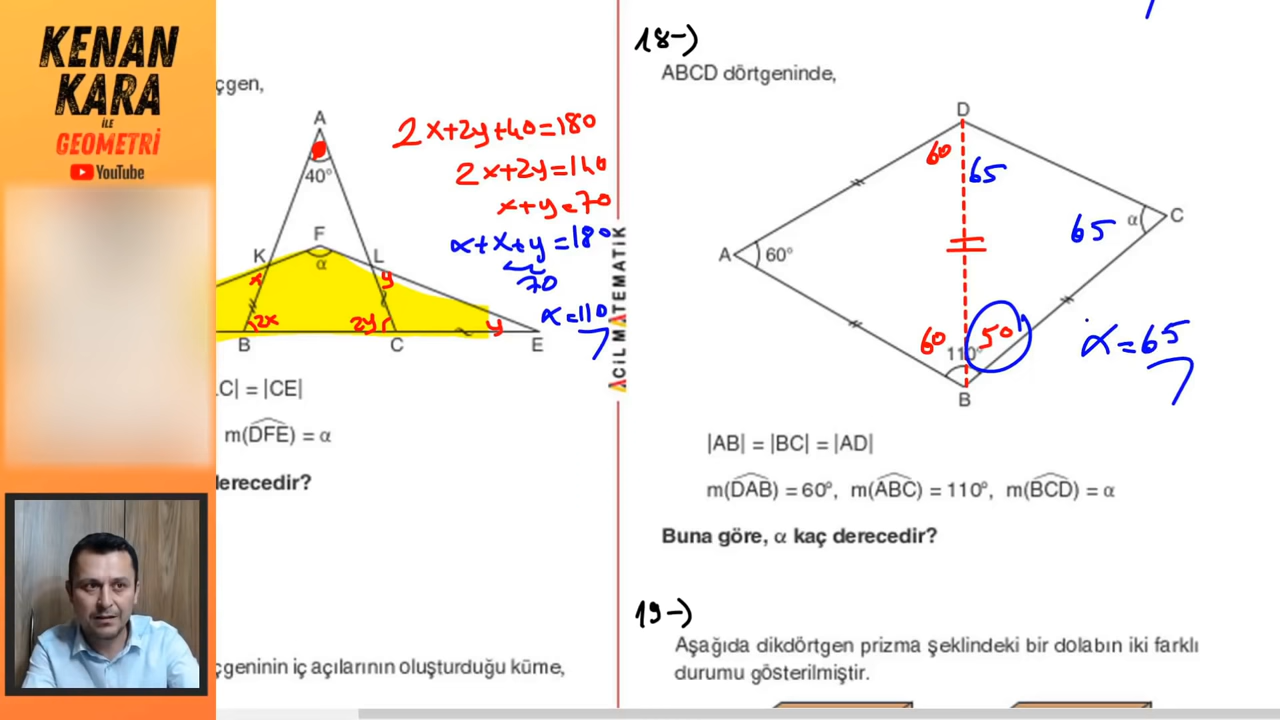 KENAN
KARA
İLE
GEOMETRİ
YouTube
çgen,
A
40°
F
α
K
L
x
y
2x
2y
y
B
C
E
2x+2y+40=180
2x+2y=140
x+y=70
α+x+y=180
70
α=110
LC| = |CE|
m(DFE) = α
derecedir?
çgeninin iç açılarının oluşturduğu küme,
ACİL MATEMATİK
18-)
ABCD dörtgeninde,
D
60
65
A
60°
65
α
C
60
110°
50
B
α=65
|AB| = |BC| = |AD|
m(DAB) = 60°, m(ABC) = 110°, m(BCD) = α
Buna göre, α kaç derecedir?
19-)
Aşağıda dikdörtgen prizma şeklindeki bir dolabın iki farklı
durumu gösterilmiştir.